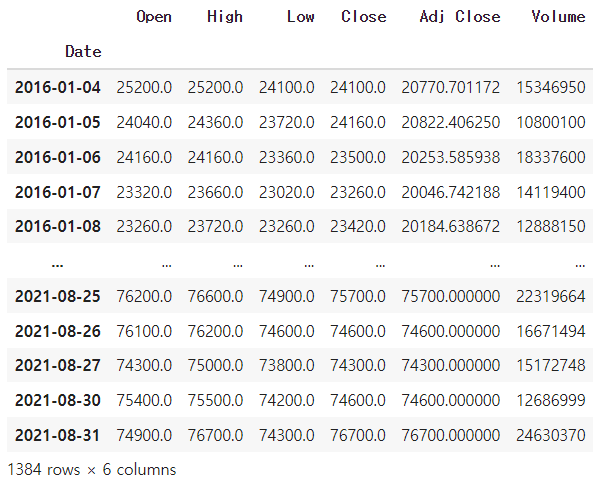 Open High Low Close Adj Close Volume
Date
2016-01-04 25200.0 25200.0 24100.0 24100.0 20770.701172 15346950
2016-01-05 24040.0 24360.0 23720.0 24160.0 20822.406250 10800100
2016-01-06 24160.0 24160.0 23360.0 23500.0 20253.585938 18337600
2016-01-07 23320.0 23660.0 23020.0 23260.0 20046.742188 14119400
2016-01-08 23260.0 23720.0 23260.0 23420.0 20184.638672 12888150
... ... ... ... ... ... ...
2021-08-25 76200.0 76600.0 74900.0 75700.0 75700.000000 22319664
2021-08-26 76100.0 76200.0 74600.0 74600.0 74600.000000 16671494
2021-08-27 74300.0 75000.0 73800.0 74300.0 74300.000000 15172748
2021-08-30 75400.0 75500.0 74200.0 74600.0 74600.000000 12686999
2021-08-31 74900.0 76700.0 74300.0 76700.0 76700.000000 24630370
1384 rows × 6 columns